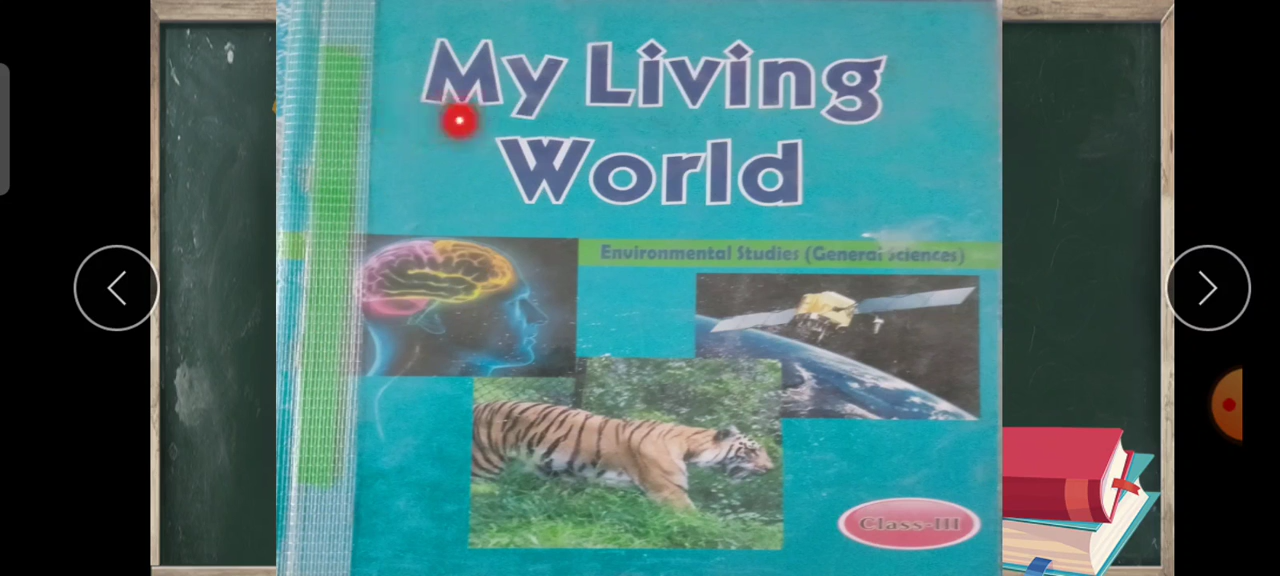 My Living
World
Environmental Studies (General Sciences)
Class-III